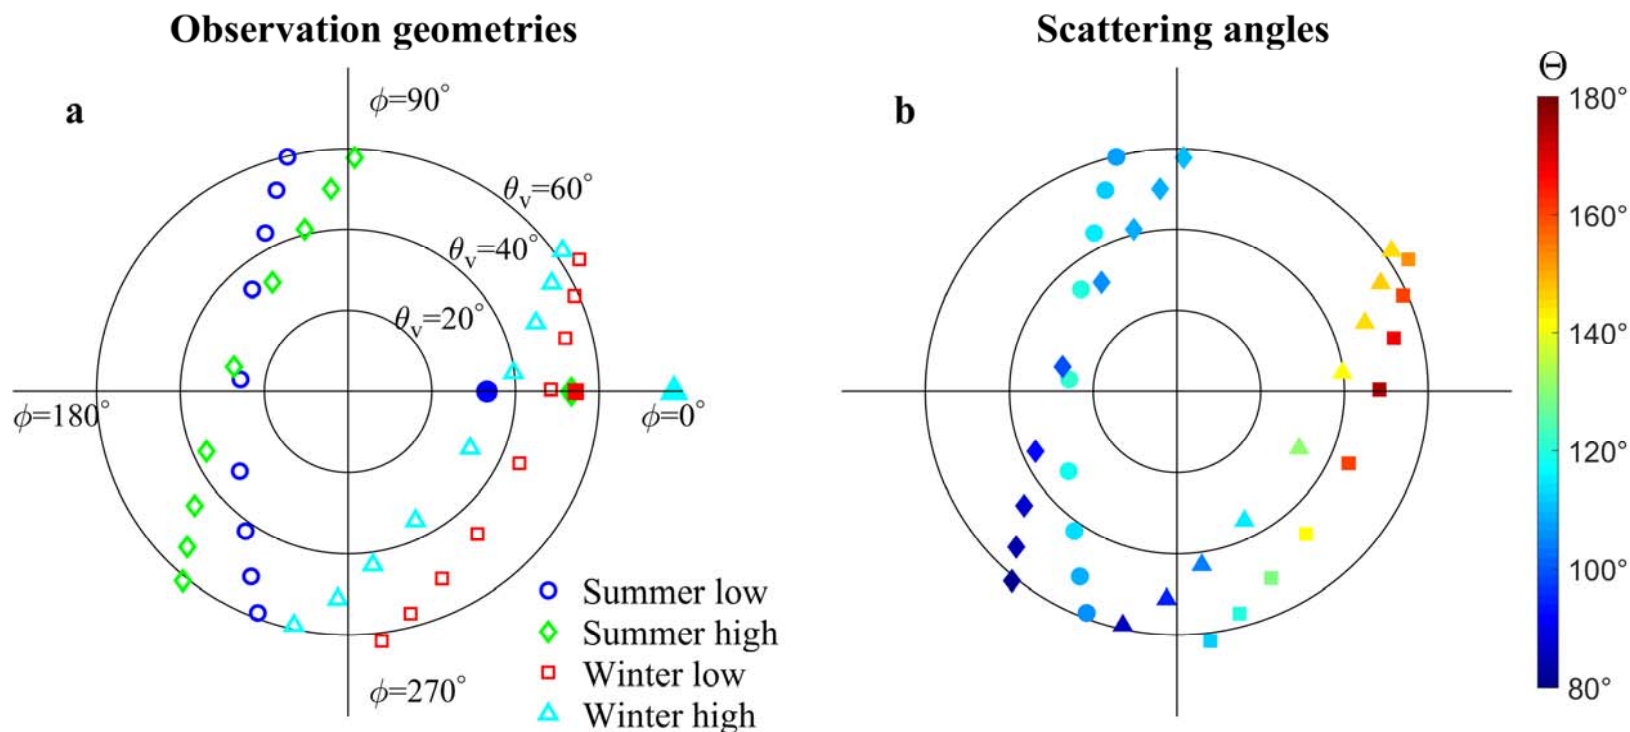 Observation geometries
Scattering angles
a
b
Θ
ϕ=90°
θv=60°
θv=40°
θv=20°
ϕ=180°
ϕ=0°
ϕ=270°
Summer low
Summer high
Winter low
Winter high
180°
160°
140°
120°
100°
80°